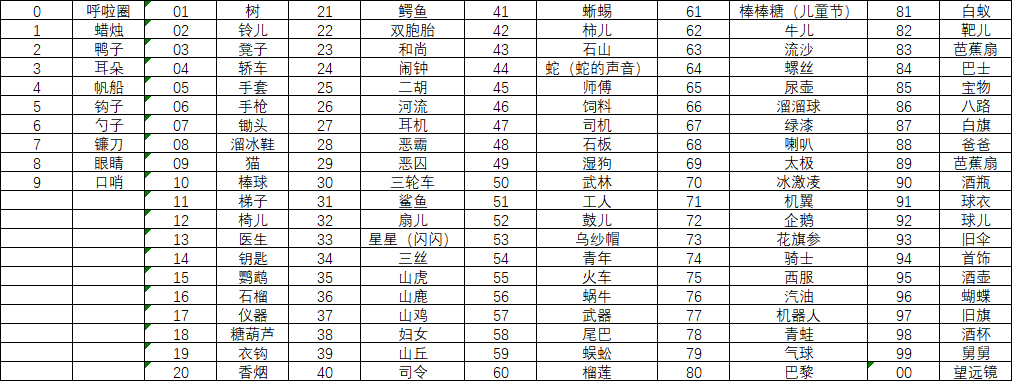 0 呼啦圈 01 树 21 鳄鱼 41 蜥蜴 61 棒棒糖（儿童节） 81 白蚁
1 蜡烛 02 铃儿 22 双胞胎 42 柿儿 62 牛儿 82 靶儿
2 鸭子 03 凳子 23 和尚 43 石山 63 流沙 83 芭蕉扇
3 耳朵 04 轿车 24 闹钟 44 蛇（蛇的声音） 64 螺丝 84 巴士
4 帆船 05 手套 25 二胡 45 师傅 65 尿壶 85 宝物
5 钩子 06 手枪 26 河流 46 饲料 66 溜溜球 86 八路
6 勺子 07 锄头 27 耳机 47 司机 67 绿漆 87 白旗
7 镰刀 08 溜冰鞋 28 恶霸 48 石板 68 喇叭 88 爸爸
8 眼睛 09 猫 29 恶囚 49 湿狗 69 太极 89 芭蕉扇
9 口哨 10 棒球 30 三轮车 50 武林 70 冰激凌 90 酒瓶
11 梯子 31 鲨鱼 51 工人 71 机翼 91 球衣
12 椅儿 32 扇儿 52 鼓儿 72 企鹅 92 球儿
13 医生 33 星星（闪闪） 53 乌纱帽 73 花旗参 93 旧伞
14 钥匙 34 三丝 54 青年 74 骑士 94 首饰
15 鹦鹉 35 山虎 55 火车 75 西服 95 酒壶
16 石榴 36 山鹿 56 蜗牛 76 汽油 96 蝴蝶
17 仪器 37 山鸡 57 武器 77 机器人 97 旧旗
18 糖葫芦 38 妇女 58 尾巴 78 青蛙 98 酒杯
19 衣钩 39 山丘 59 蜈蚣 79 气球 99 舅舅
20 香烟 40 司令 60 榴莲 80 巴黎 00 望远镜